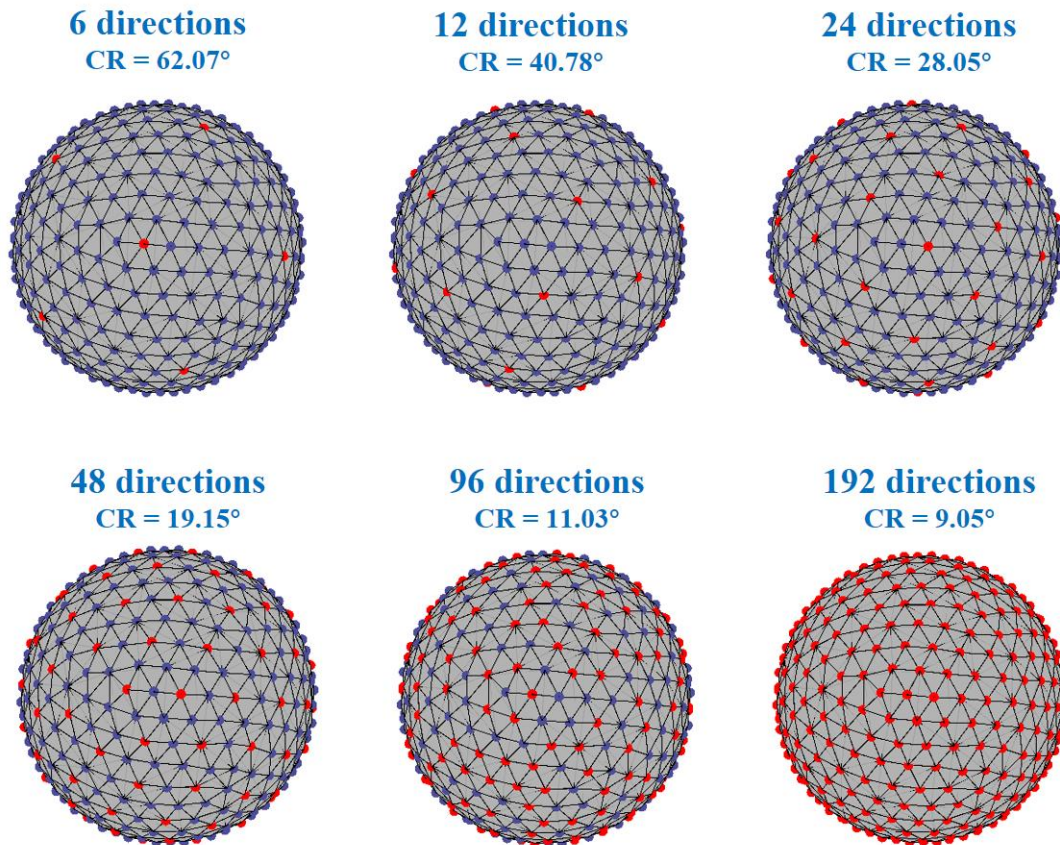 6 directions
CR = 62.07°
12 directions
CR = 40.78°
24 directions
CR = 28.05°
48 directions
CR = 19.15°
96 directions
CR = 11.03°
192 directions
CR = 9.05°